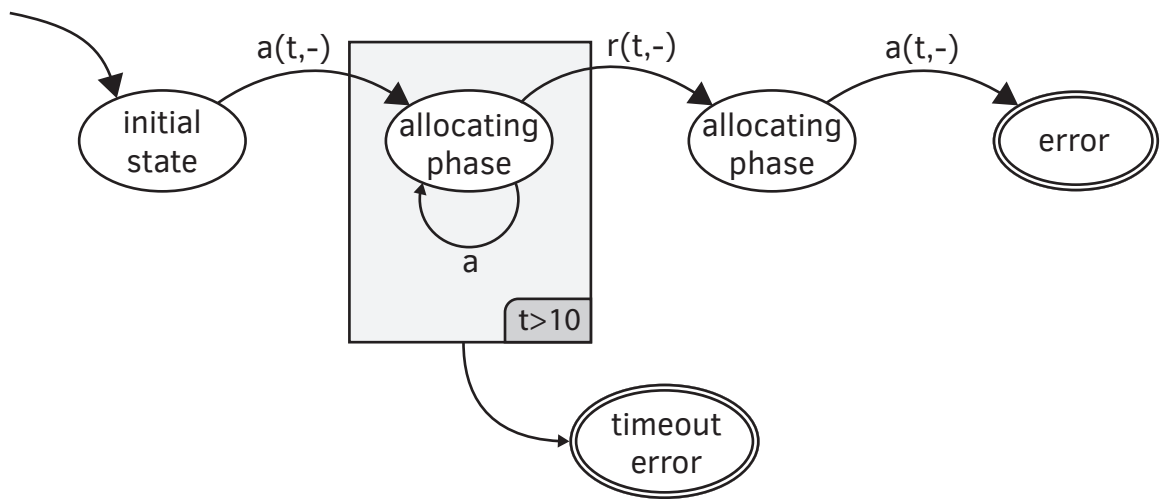 a(t,-)
r(t,-)
a(t,-)
initial
state
allocating
phase
allocating
phase
error
a
t>10
timeout
error